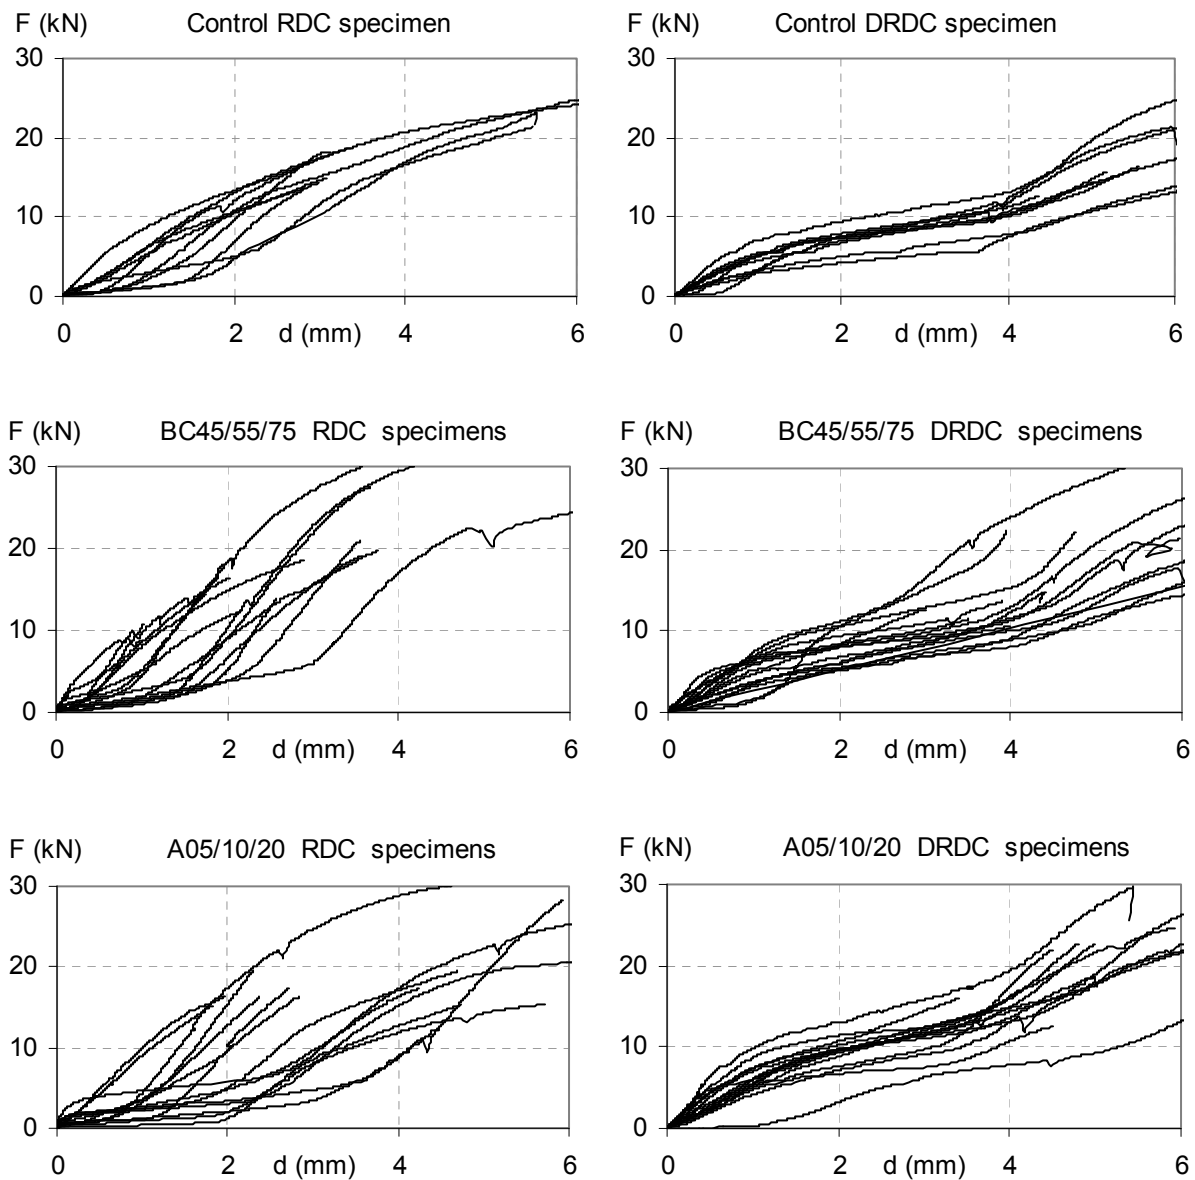 F (kN) Control RDC specimen
30
20
10
0
0 2 d (mm) 4 6
F (kN) Control DRDC specimen
30
20
10
0
0 2 d (mm) 4 6
F (kN) BC45/55/75 RDC specimens
30
20
10
0
0 2 d (mm) 4 6
F (kN) BC45/55/75 DRDC specimens
30
20
10
0
0 2 d (mm) 4 6
F (kN) A05/10/20 RDC specimens
30
20
10
0
0 2 d (mm) 4 6
F (kN) A05/10/20 DRDC specimens
30
20
10
0
0 2 d (mm) 4 6